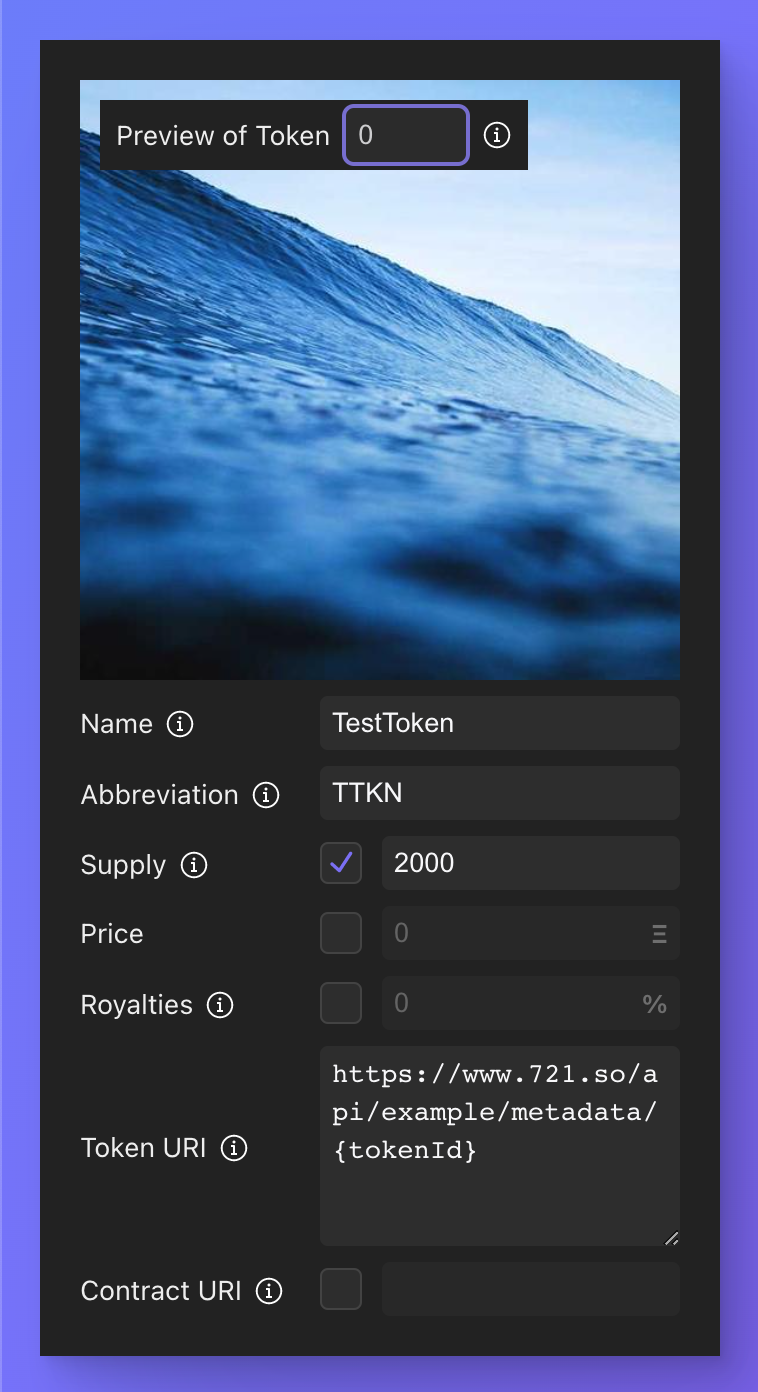 Preview of Token 0
Name TestToken
Abbreviation TTKN
Supply 2000
Price 0 Ξ
Royalties 0 %
Token URI
https://www.721.so/a
pi/example/metadata/
{tokenId}
Contract URI